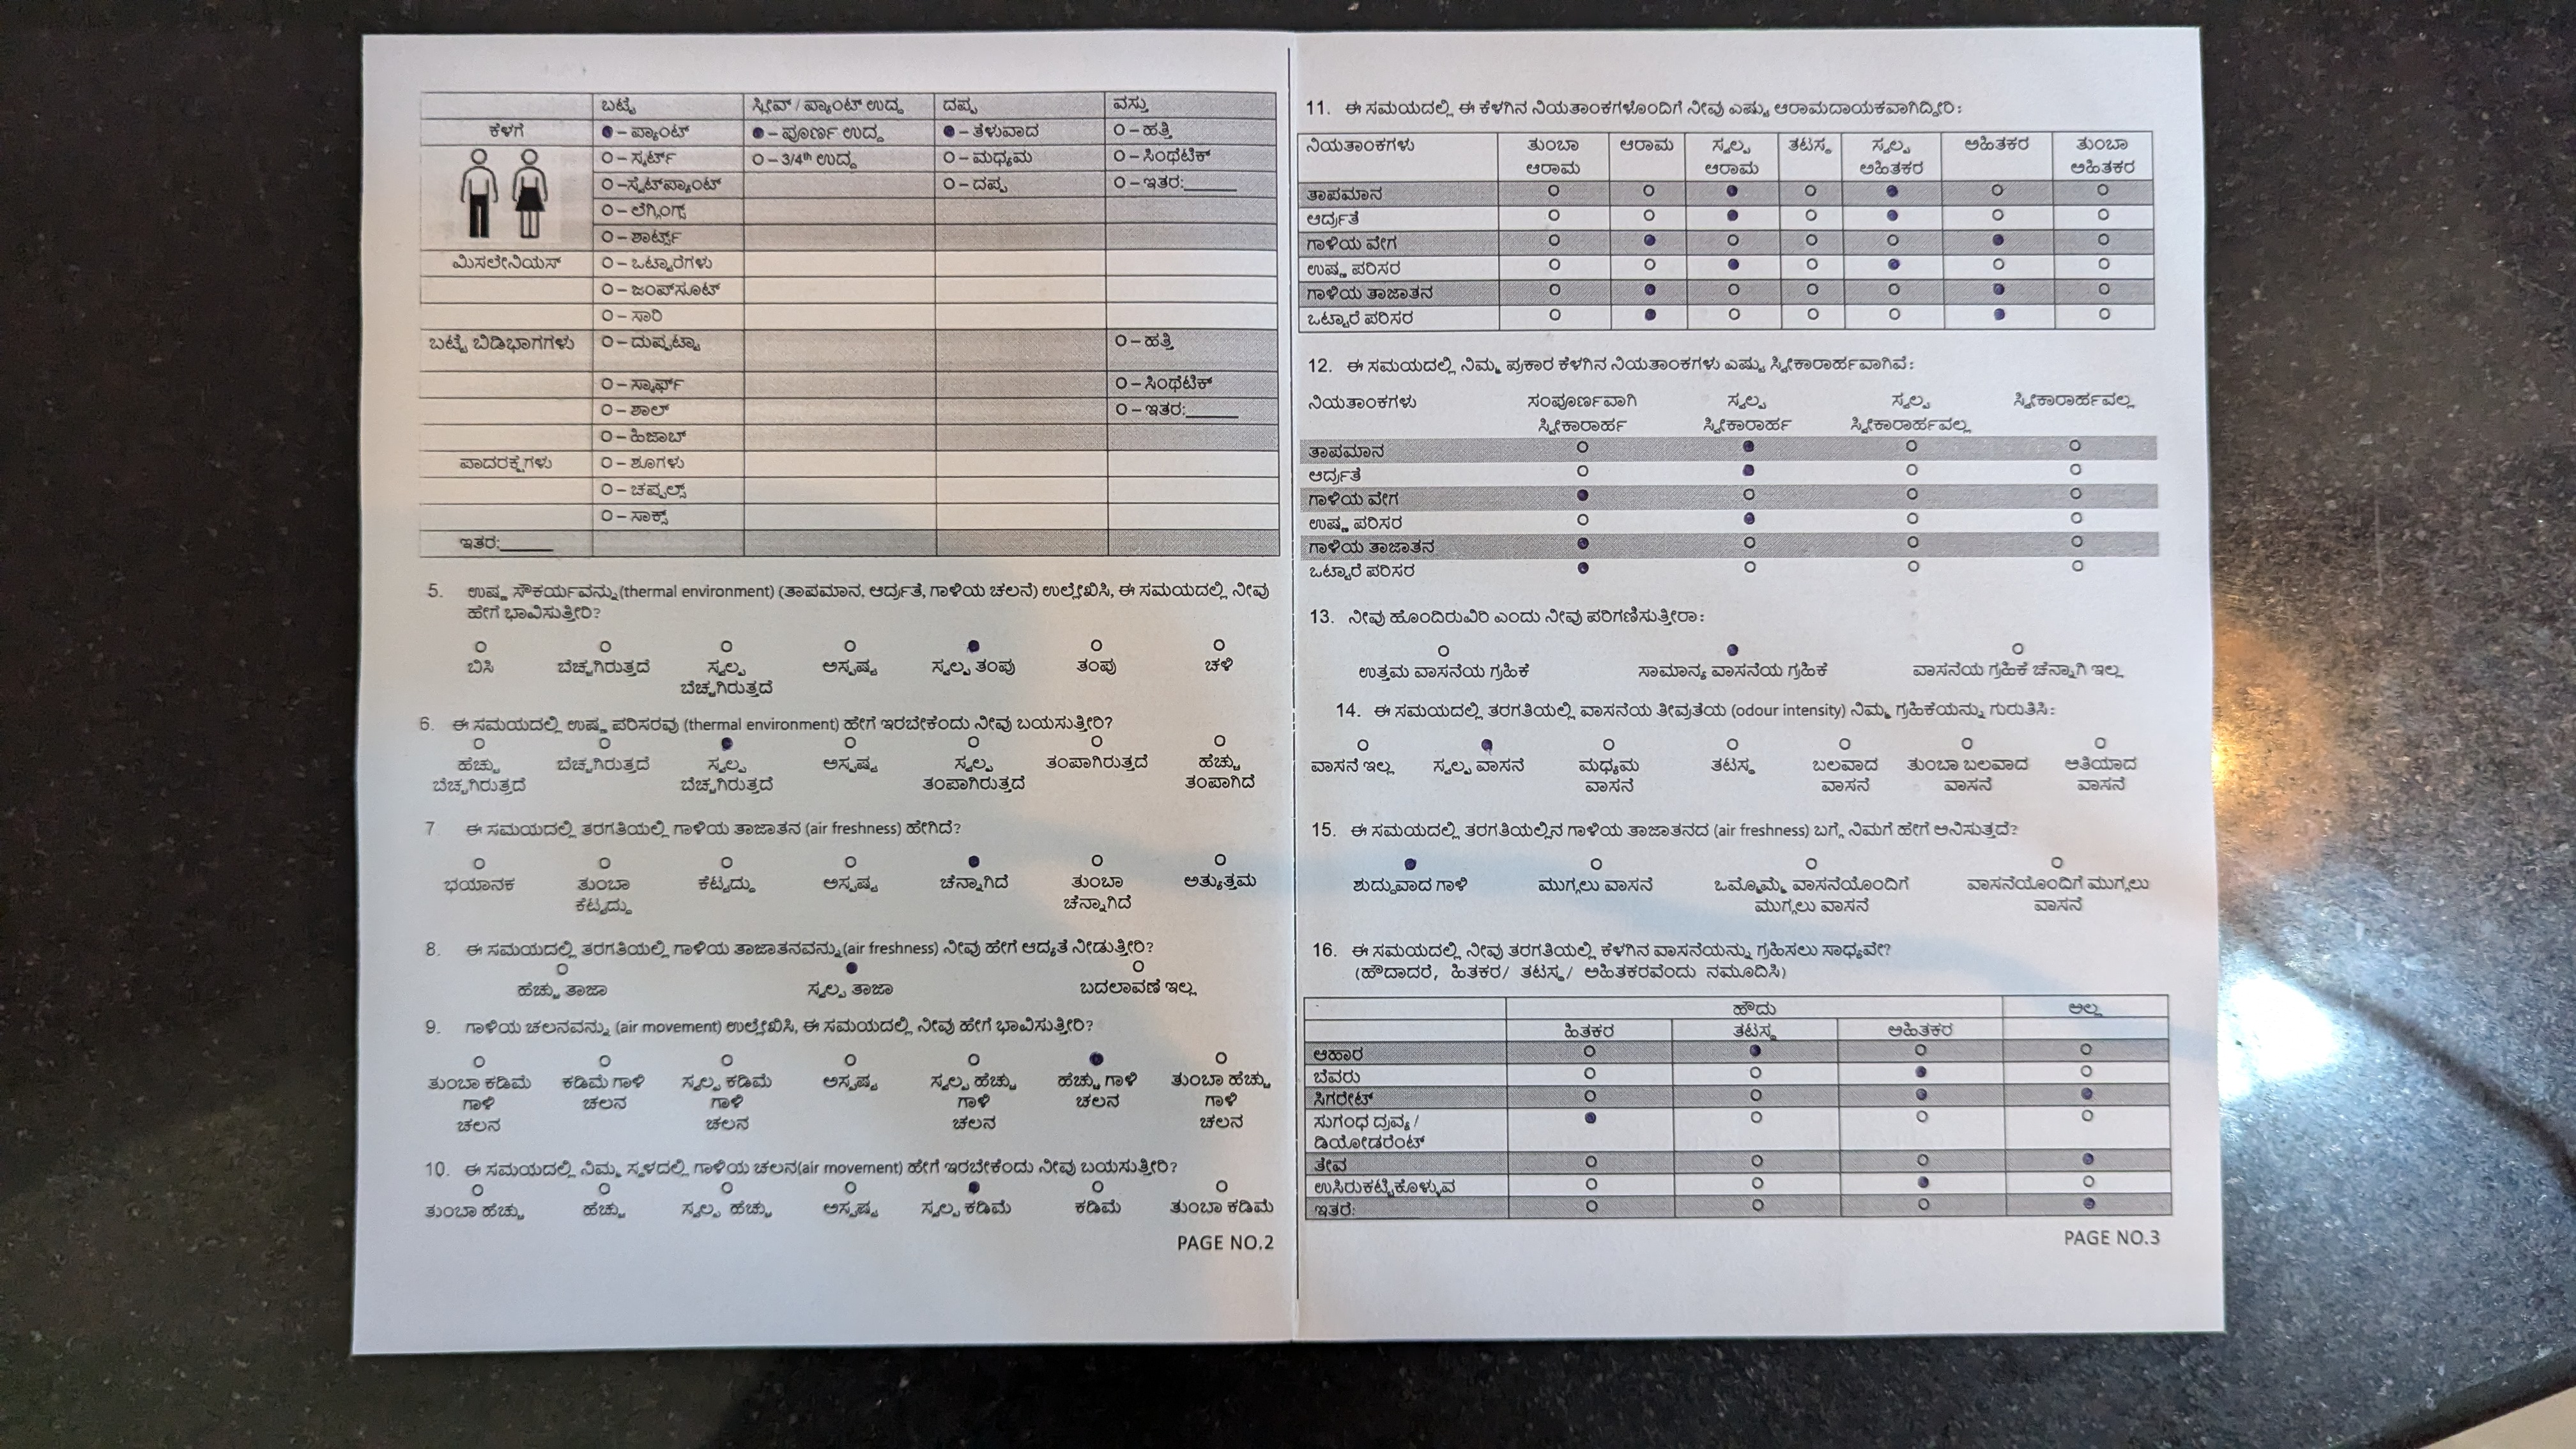 ಬಟ್ಟೆ ಸ್ಲೀವ್ / ಪ್ಯಾಂಟ್ ಉದ್ದ ದಪ್ಪ ವಸ್ತು
ಕೆಳಗೆ ● – ಪ್ಯಾಂಟ್ ● – ಪೂರ್ಣ ಉದ್ದ ● – ತೆಳುವಾದ O – ಹತ್ತಿ
O – ಸ್ಕರ್ಟ್ O – 3/4th ಉದ್ದ O – ಮಧ್ಯಮ O – ಸಿಂಥೆಟಿಕ್
O –ಸ್ವೆಟ್‌ಪ್ಯಾಂಟ್ O – ದಪ್ಪ O – ಇತರ:______
O – ಲೆಗ್ಗಿಂಗ್ಸ್
O – ಶಾರ್ಟ್ಸ್
ಮಿಸಲೇನಿಯಸ್ O – ಒಟ್ಟಾರೆಗಳು
O – ಜಂಪ್‌ಸೂಟ್
O – ಸಾರಿ
ಬಟ್ಟೆ ಬಿಡಿಭಾಗಗಳು O – ದುಪ್ಪಟ್ಟಾ O – ಹತ್ತಿ
O – ಸ್ಕಾರ್ಫ್ O – ಸಿಂಥೆಟಿಕ್
O – ಶಾಲ್ O – ಇತರ:______
O – ಹಿಜಾಬ್
ಪಾದರಕ್ಷೆಗಳು O – ಶೂಗಳು
O – ಚಪ್ಪಲ್ಸ್
O – ಸಾಕ್ಸ್
ಇತರ:______
5. ಉಷ್ಣ ಸೌಕರ್ಯವನ್ನು(thermal environment) (ತಾಪಮಾನ, ಆರ್ದ್ರತೆ, ಗಾಳಿಯ ಚಲನೆ) ಉಲ್ಲೇಖಿಸಿ, ಈ ಸಮಯದಲ್ಲಿ ನೀವು
ಹೇಗೆ ಭಾವಿಸುತ್ತೀರಿ?
ಬಿಸಿ ಬೆಚ್ಚಗಿರುತ್ತದೆ ಸ್ವಲ್ಪ ಅಸ್ಪಷ್ಟ ಸ್ವಲ್ಪ ತಂಪು ತಂಪು ಚಳಿ
ಬೆಚ್ಚಗಿರುತ್ತದೆ
6. ಈ ಸಮಯದಲ್ಲಿ ಉಷ್ಣ ಪರಿಸರವು (thermal environment) ಹೇಗೆ ಇರಬೇಕೆಂದು ನೀವು ಬಯಸುತ್ತೀರಿ?
ಹೆಚ್ಚು ಬೆಚ್ಚಗಿರುತ್ತದೆ ಸ್ವಲ್ಪ ಅಸ್ಪಷ್ಟ ಸ್ವಲ್ಪ ತಂಪಾಗಿರುತ್ತದೆ ಹೆಚ್ಚು
ಬೆಚ್ಚಗಿರುತ್ತದೆ ಬೆಚ್ಚಗಿರುತ್ತದೆ ತಂಪಾಗಿರುತ್ತದೆ ತಂಪಾಗಿದೆ
7 ಈ ಸಮಯದಲ್ಲಿ ತರಗತಿಯಲ್ಲಿ ಗಾಳಿಯ ತಾಜಾತನ (air freshness) ಹೇಗಿದೆ?
ಭಯಾನಕ ತುಂಬಾ ಕೆಟ್ಟದ್ದು ಅಸ್ಪಷ್ಟ ಚೆನ್ನಾಗಿದೆ ತುಂಬಾ ಅತ್ಯುತ್ತಮ
ಕೆಟ್ಟದ್ದು ಚೆನ್ನಾಗಿದೆ
8. ಈ ಸಮಯದಲ್ಲಿ ತರಗತಿಯಲ್ಲಿ ಗಾಳಿಯ ತಾಜಾತನವನ್ನು(air freshness) ನೀವು ಹೇಗೆ ಆದ್ಯತೆ ನೀಡುತ್ತೀರಿ?
ಹೆಚ್ಚು ತಾಜಾ ಸ್ವಲ್ಪ ತಾಜಾ ಬದಲಾವಣೆ ಇಲ್ಲ
9. ಗಾಳಿಯ ಚಲನವನ್ನು (air movement) ಉಲ್ಲೇಖಿಸಿ, ಈ ಸಮಯದಲ್ಲಿ ನೀವು ಹೇಗೆ ಭಾವಿಸುತ್ತೀರಿ?
ತುಂಬಾ ಕಡಿಮೆ ಕಡಿಮೆ ಗಾಳಿ ಸ್ವಲ್ಪ ಕಡಿಮೆ ಅಸ್ಪಷ್ಟ ಸ್ವಲ್ಪ ಹೆಚ್ಚು ಹೆಚ್ಚು ಗಾಳಿ ತುಂಬಾ ಹೆಚ್ಚು
ಗಾಳಿ ಚಲನ ಗಾಳಿ ಗಾಳಿ ಚಲನ ಗಾಳಿ
ಚಲನ ಚಲನ ಚಲನ ಚಲನ
10. ಈ ಸಮಯದಲ್ಲಿ ನಿಮ್ಮ ಸ್ಥಳದಲ್ಲಿ ಗಾಳಿಯ ಚಲನ(air movement) ಹೇಗೆ ಇರಬೇಕೆಂದು ನೀವು ಬಯಸುತ್ತೀರಿ?
ತುಂಬಾ ಹೆಚ್ಚು ಹೆಚ್ಚು ಸ್ವಲ್ಪ ಹೆಚ್ಚು ಅಸ್ಪಷ್ಟ ಸ್ವಲ್ಪ ಕಡಿಮೆ ಕಡಿಮೆ ತುಂಬಾ ಕಡಿಮೆ
PAGE NO.2
11. ಈ ಸಮಯದಲ್ಲಿ ಈ ಕೆಳಗಿನ ನಿಯತಾಂಕಗಳೊಂದಿಗೆ ನೀವು ಎಷ್ಟು ಆರಾಮದಾಯಕವಾಗಿದ್ದೀರಿ:
ನಿಯತಾಂಕಗಳು ತುಂಬಾ ಆರಾಮ ಸ್ವಲ್ಪ ತಟಸ್ಥ ಸ್ವಲ್ಪ ಅಹಿತಕರ ತುಂಬಾ
ಆರಾಮ ಆರಾಮ ಅಹಿತಕರ ಅಹಿತಕರ
ತಾಪಮಾನ
ಆರ್ದ್ರತೆ
ಗಾಳಿಯ ವೇಗ
ಉಷ್ಣ ಪರಿಸರ
ಗಾಳಿಯ ತಾಜಾತನ
ಒಟ್ಟಾರೆ ಪರಿಸರ
12. ಈ ಸಮಯದಲ್ಲಿ ನಿಮ್ಮ ಪ್ರಕಾರ ಕೆಳಗಿನ ನಿಯತಾಂಕಗಳು ಎಷ್ಟು ಸ್ವೀಕಾರಾರ್ಹವಾಗಿವೆ:
ನಿಯತಾಂಕಗಳು ಸಂಪೂರ್ಣವಾಗಿ ಸ್ವಲ್ಪ ಸ್ವಲ್ಪ ಸ್ವೀಕಾರಾರ್ಹವಲ್ಲ
ಸ್ವೀಕಾರಾರ್ಹ ಸ್ವೀಕಾರಾರ್ಹ ಸ್ವೀಕಾರಾರ್ಹವಲ್ಲ
ತಾಪಮಾನ
ಆರ್ದ್ರತೆ
ಗಾಳಿಯ ವೇಗ
ಉಷ್ಣ ಪರಿಸರ
ಗಾಳಿಯ ತಾಜಾತನ
ಒಟ್ಟಾರೆ ಪರಿಸರ
13. ನೀವು ಹೊಂದಿರುವಿರಿ ಎಂದು ನೀವು ಪರಿಗಣಿಸುತ್ತೀರಾ:
ಉತ್ತಮ ವಾಸನೆಯ ಗ್ರಹಿಕೆ ಸಾಮಾನ್ಯ ವಾಸನೆಯ ಗ್ರಹಿಕೆ ವಾಸನೆಯ ಗ್ರಹಿಕೆ ಚೆನ್ನಾಗಿ ಇಲ್ಲ
14. ಈ ಸಮಯದಲ್ಲಿ ತರಗತಿಯಲ್ಲಿ ವಾಸನೆಯ ತೀವ್ರತೆಯ (odour intensity) ನಿಮ್ಮ ಗ್ರಹಿಕೆಯನ್ನು ಗುರುತಿಸಿ:
ವಾಸನೆ ಇಲ್ಲ ಸ್ವಲ್ಪ ವಾಸನೆ ಮಧ್ಯಮ ತಟಸ್ಥ ಬಲವಾದ ತುಂಬಾ ಬಲವಾದ ಅತಿಯಾದ
ವಾಸನೆ ವಾಸನೆ ವಾಸನೆ ವಾಸನೆ
15. ಈ ಸಮಯದಲ್ಲಿ ತರಗತಿಯಲ್ಲಿನ ಗಾಳಿಯ ತಾಜಾತನದ (air freshness) ಬಗ್ಗೆ ನಿಮಗೆ ಹೇಗೆ ಅನಿಸುತ್ತದೆ?
ಶುದ್ದುವಾದ ಗಾಳಿ ಮುಗ್ಗಲು ವಾಸನೆ ಒಮ್ಮೊಮ್ಮೆ ವಾಸನೆಯೊಂದಿಗೆ ವಾಸನೆಯೊಂದಿಗೆ ಮುಗ್ಗಲು
ಮುಗ್ಗಲು ವಾಸನೆ ವಾಸನೆ
16. ಈ ಸಮಯದಲ್ಲಿ ನೀವು ತರಗತಿಯಲ್ಲಿ ಕೆಳಗಿನ ವಾಸನೆಯನ್ನು ಗ್ರಹಿಸಲು ಸಾಧ್ಯವೇ?
(ಹೌದಾದರೆ, ಹಿತಕರ/ ತಟಸ್ಥ/ ಅಹಿತಕರವೆಂದು ನಮೂದಿಸಿ)
ಹೌದು ಅಲ್ಲ
ಹಿತಕರ ತಟಸ್ಥ ಅಹಿತಕರ
ಆಹಾರ
ಬೆವರು
ಸಿಗರೇಟ್
ಸುಗಂಧ ದ್ರವ್ಯ /
ಡಿಯೋಡರೆಂಟ್
ತೇವ
ಉಸಿರುಕಟ್ಟಿಕೊಳ್ಳುವ
ಇತರೆ:
PAGE NO.3